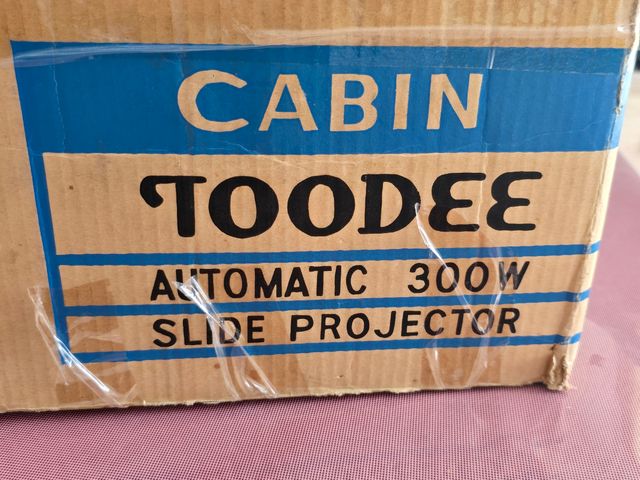 CABIN
TOODEE
AUTOMATIC 300W
SLIDE PROJECTOR